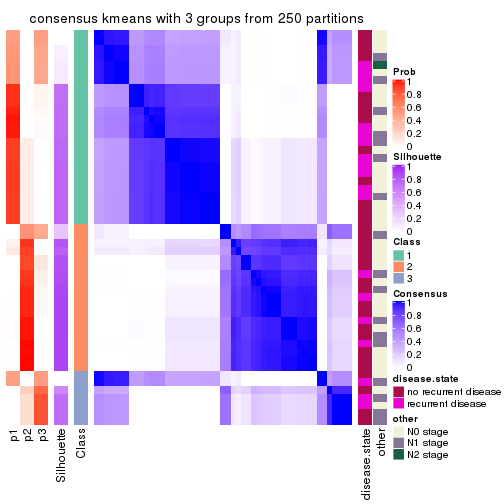 consensus kmeans with 3 groups from 250 partitions
Prob
1
0.8
0.6
0.4
0.2
0
Silhouette
1
0.8
0.6
0.4
0.2
0
Class
1
2
3
Consensus
1
0.8
0.6
0.4
0.2
0
disease.state
no recurrent disease
recurrent disease
other
N0 stage
N1 stage
N2 stage
p1
p2
p3
Silhouette
Class
disease.state
other